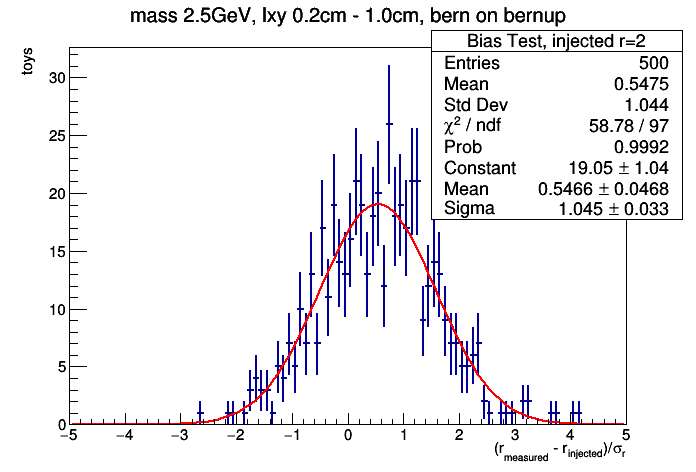 mass 2.5GeV, lxy 0.2cm - 1.0cm, bern on bernup
Bias Test, injected r=2
Entries 500
Mean 0.5475
Std Dev 1.044
χ² / ndf 58.78 / 97
Prob 0.9992
Constant 19.05 ± 1.04
Mean 0.5466 ± 0.0468
Sigma 1.045 ± 0.033
toys
30
25
20
15
10
5
0
−5 −4 −3 −2 −1 0 1 2 3 4 5
(r_measured - r_injected)/σ_r